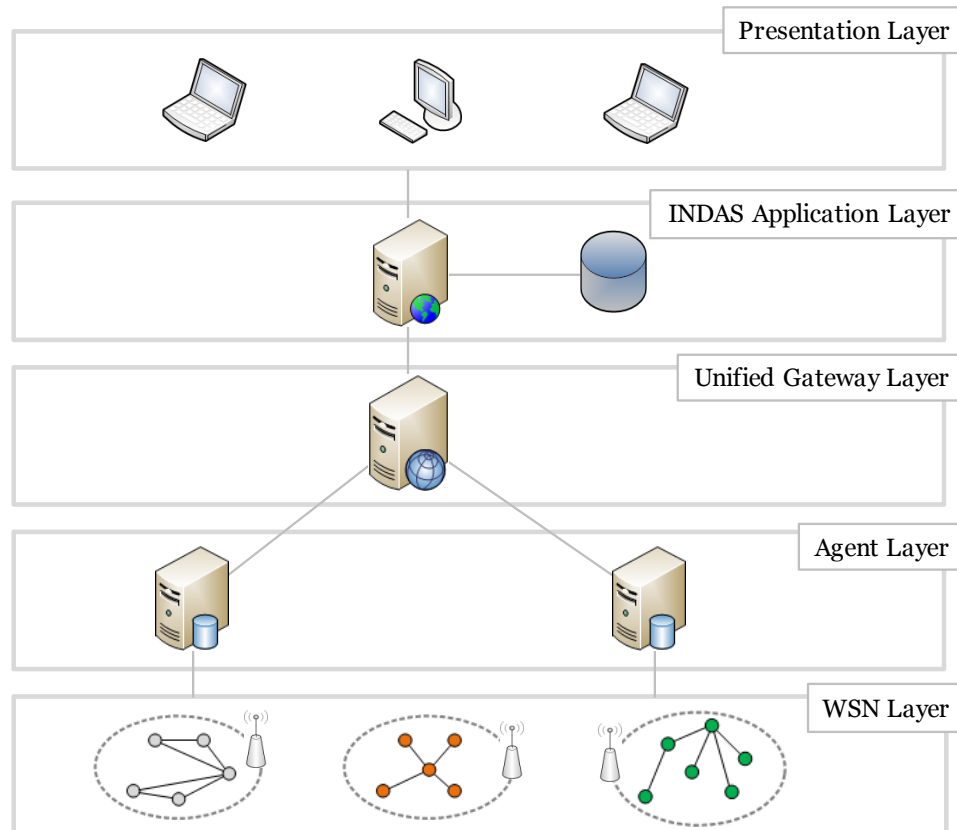 Presentation Layer
INDAS Application Layer
Unified Gateway Layer
Agent Layer
WSN Layer